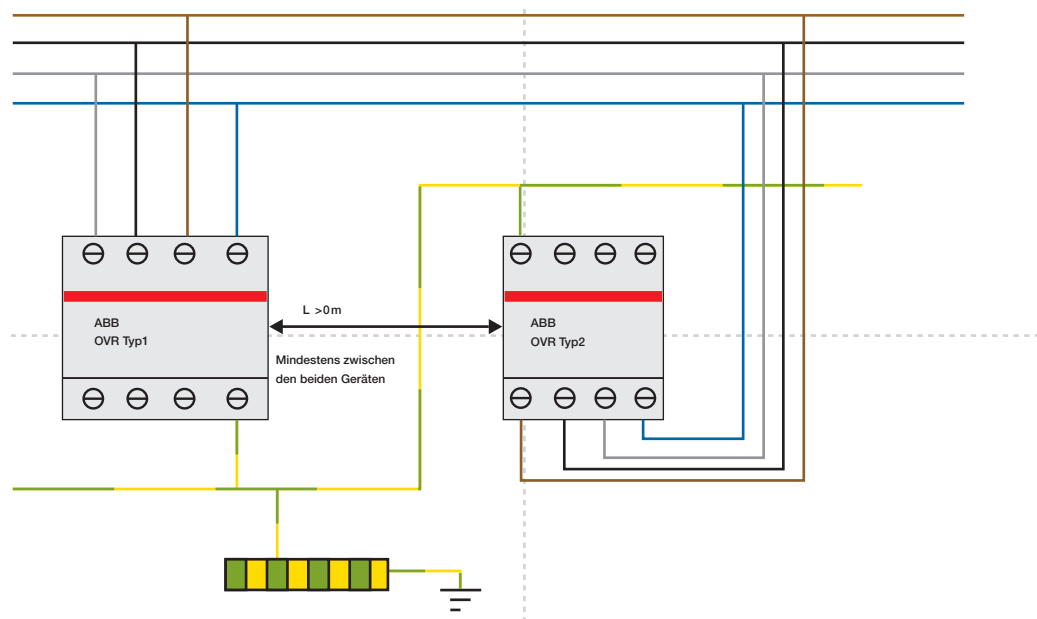 L >0m
ABB
OVR Typ1
ABB
OVR Typ2
Mindestens zwischen
den beiden Geräten